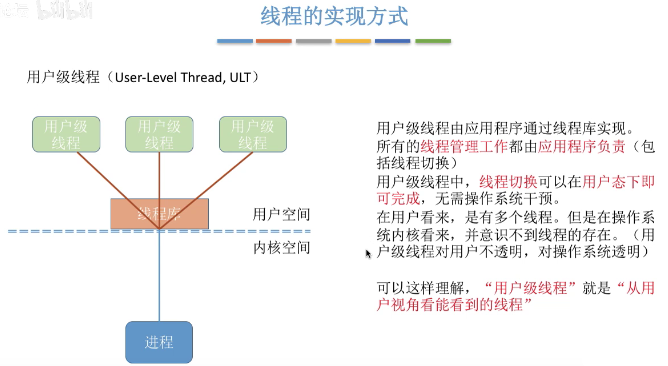 线程的实现方式
用户级线程（User-Level Thread, ULT）
用户级
线程
用户级
线程
用户级
线程
线程库
用户空间
内核空间
进程
用户级线程由应用程序通过线程库实现。
所有的线程管理工作都由应用程序负责（包
括线程切换）
用户级线程中，线程切换可以在用户态下即
可完成，无需操作系统干预。
在用户看来，是有多个线程。但是在操作系
统内核看来，并意识不到线程的存在。（用
户级线程对用户不透明，对操作系统透明）
可以这样理解，“用户级线程”就是“从用
户视角看能看到的线程”